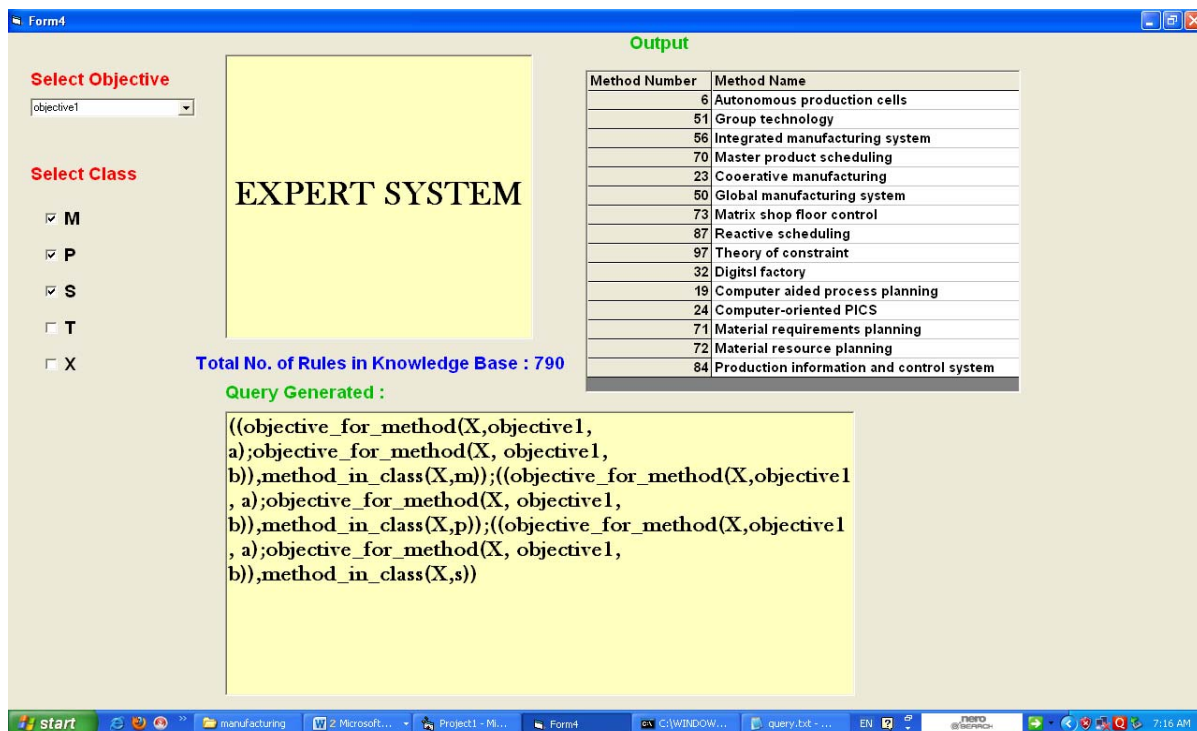 Form4
Select Objective
objective1
Select Class
M
P
S
T
X
EXPERT SYSTEM
Total No. of Rules in Knowledge Base : 790
Output
Method Number Method Name
6 Autonomous production cells
51 Group technology
56 Integrated manufacturing system
70 Master product scheduling
23 Cooerative manufacturing
50 Global manufacturing system
73 Matrix shop floor control
87 Reactive scheduling
97 Theory of constraint
32 Digitsl factory
19 Computer aided process planning
24 Computer-oriented PICS
71 Material requirements planning
72 Material resource planning
84 Production information and control system
Query Generated :
((objective_for_method(X,objective1,
a);objective_for_method(X, objective1,
b)),method_in_class(X,m));((objective_for_method(X,objective1
, a);objective_for_method(X, objective1,
b)),method_in_class(X,p));((objective_for_method(X,objective1
, a);objective_for_method(X, objective1,
b)),method_in_class(X,s))
start manufacturing 2 Microsoft... Project1 - Mi... Form4 C:\WINDOW... query.txt - ... EN nero SEARCH 7:16 AM